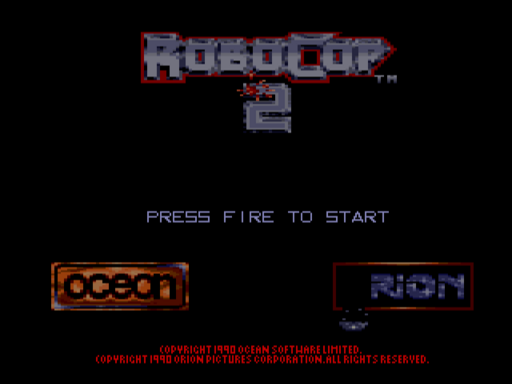 ROBOCOP TM
2
PRESS FIRE TO START
ocean
RION
COPYRIGHT 1990 OCEAN SOFTWARE LIMITED.
COPYRIGHT 1990 ORION PICTURES CORPORATION. ALL RIGHTS RESERVED.